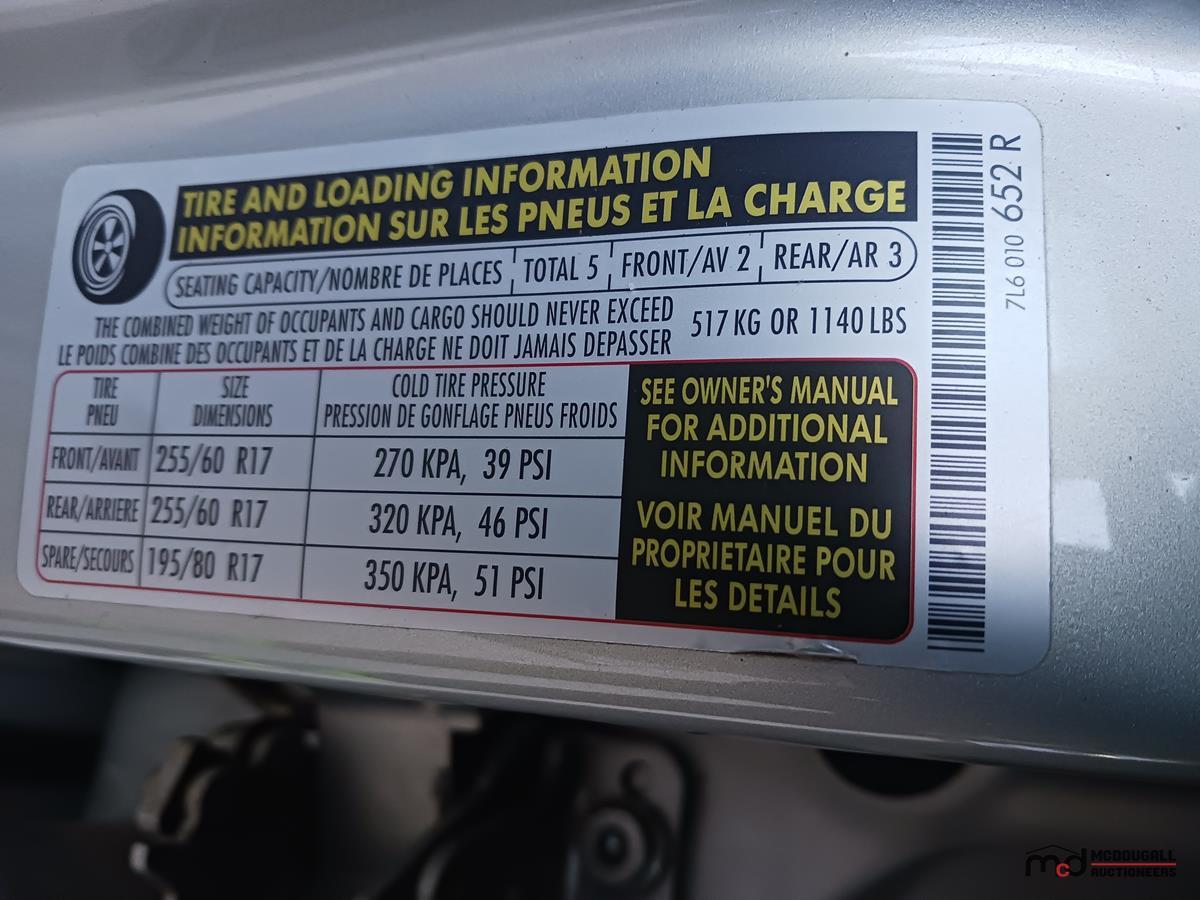 TIRE AND LOADING INFORMATION
INFORMATION SUR LES PNEUS ET LA CHARGE
SEATING CAPACITY/NOMBRE DE PLACES TOTAL 5 FRONT/AV 2 REAR/AR 3
THE COMBINED WEIGHT OF OCCUPANTS AND CARGO SHOULD NEVER EXCEED
LE POIDS COMBINE DES OCCUPANTS ET DE LA CHARGE NE DOIT JAMAIS DEPASSER
517 KG OR 1140 LBS
TIRE
PNEU
SIZE
DIMENSIONS
COLD TIRE PRESSURE
PRESSION DE GONFLAGE PNEUS FROIDS
FRONT/AVANT 255/60 R17 270 KPA, 39 PSI
REAR/ARRIERE 255/60 R17 320 KPA, 46 PSI
SPARE/SECOURS 195/80 R17 350 KPA, 51 PSI
SEE OWNER'S MANUAL
FOR ADDITIONAL
INFORMATION
VOIR MANUEL DU
PROPRIETAIRE POUR
LES DETAILS
7L6 010 652 R
mcd
MCDOUGALL
AUCTIONEERS